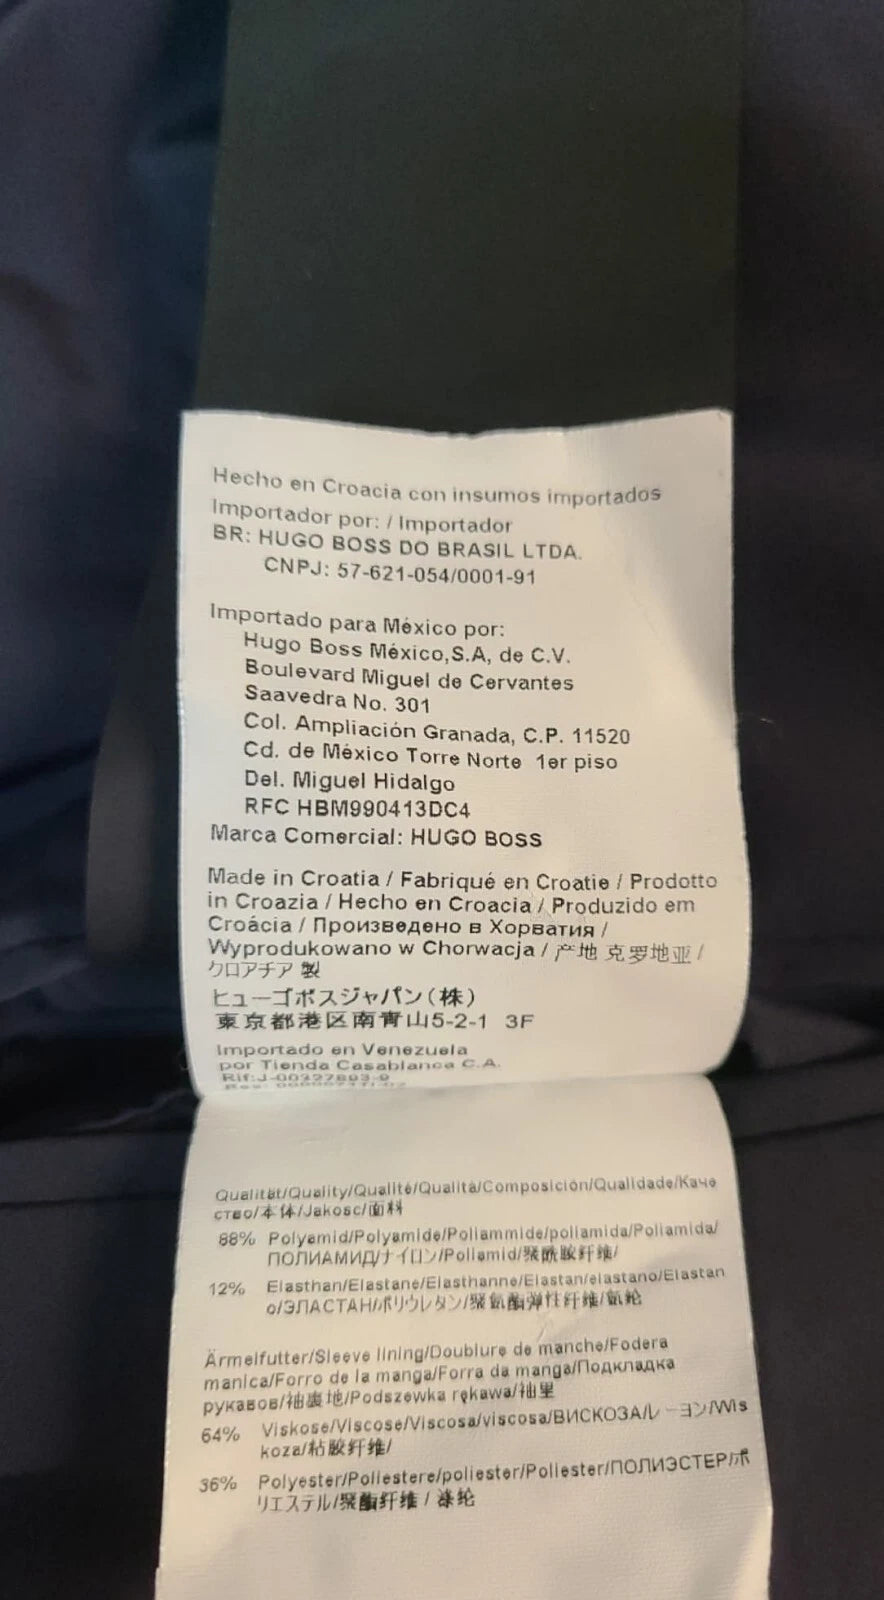 Hecho en Croacia con insumos importados
Importador por: / Importador
BR: HUGO BOSS DO BRASIL LTDA.
CNPJ: 57-621-054/0001-91
Importado para México por:
Hugo Boss México,S.A, de C.V.
Boulevard Miguel de Cervantes
Saavedra No. 301
Col. Ampliación Granada, C.P. 11520
Cd. de México Torre Norte 1er piso
Del. Miguel Hidalgo
RFC HBM990413DC4
Marca Comercial: HUGO BOSS
Made in Croatia / Fabriqué en Croatie / Prodotto
in Croazia / Hecho en Croacia / Produzido em
Croácia / Произведено в Хорватия /
Wyprodukowano w Chorwacja / 产地 克罗地亚 /
クロアチア 製
ヒューゴボスジャパン(株)
東京都港区南青山5-2-1 3F
Importado en Venezuela
por Tienda Casablanca C.A.
Rif:J-00327893-9
Qualität/Quality/Qualité/Qualità/Composición/Qualidade/Каче
ство/本体/Jakosc/面料
88% Polyamid/Polyamide/Poliammide/poliamida/Poliamida/
ПОЛИАМИД/ナイロン/Poliamid/聚酰胺纤维/
12% Elasthan/Elastane/Elasthanne/Elastan/elastano/Elastan
o/ЭЛАСТАН/ポリウレタン/聚氨酯弹性纤维/氨纶
Ärmelfutter/Sleeve lining/Doublure de manche/Fodera
manica/Forro de la manga/Forra da manga/Подкладка
рукавов/袖裏地/Podszewka rękawa/袖里
64% Viskose/Viscose/Viscosa/viscosa/ВИСКОЗА/レーヨン/Wis
koza/粘胶纤维/
36% Polyester/Poliestere/poliester/Poliester/ПОЛИЭСТЕР/ポ
リエステル/聚酯纤维 / 涤纶